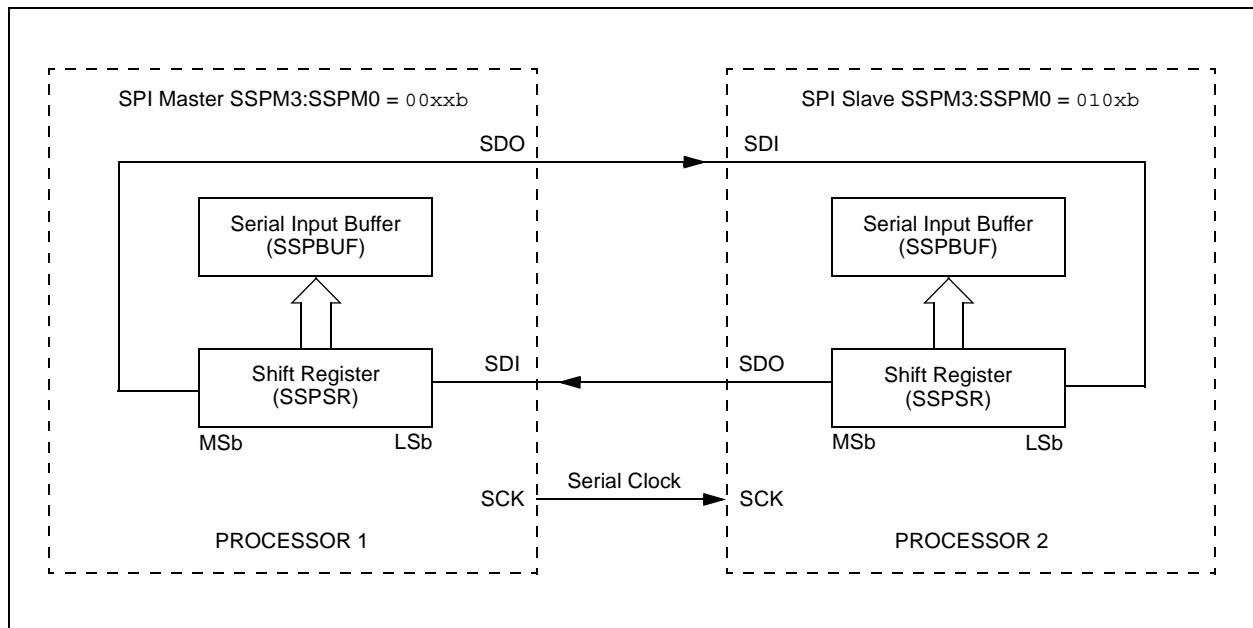 SPI Master SSPM3:SSPM0 = 00xxb
SPI Slave SSPM3:SSPM0 = 010xb
SDO
SDI
Serial Input Buffer
(SSPBUF)
Serial Input Buffer
(SSPBUF)
Shift Register
(SSPSR)
SDI
SDO
Shift Register
(SSPSR)
MSb
LSb
MSb
LSb
SCK
Serial Clock
SCK
PROCESSOR 1
PROCESSOR 2